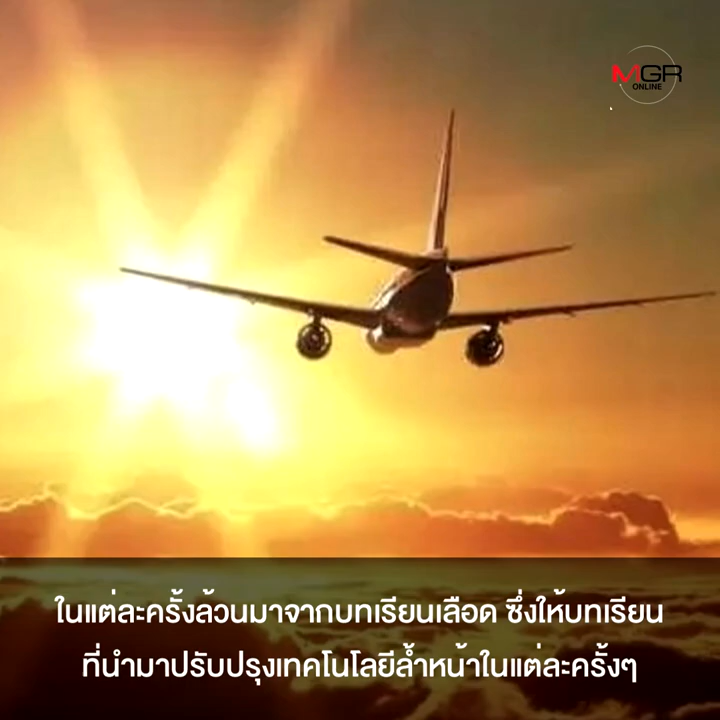 MGR
ONLINE
ในแต่ละครั้งล้วนมาจากบทเรียนเลือด ซึ่งให้บทเรียน
ที่นำมาปรับปรุงเทคโนโลยีล้ำหน้าในแต่ละครั้งๆ